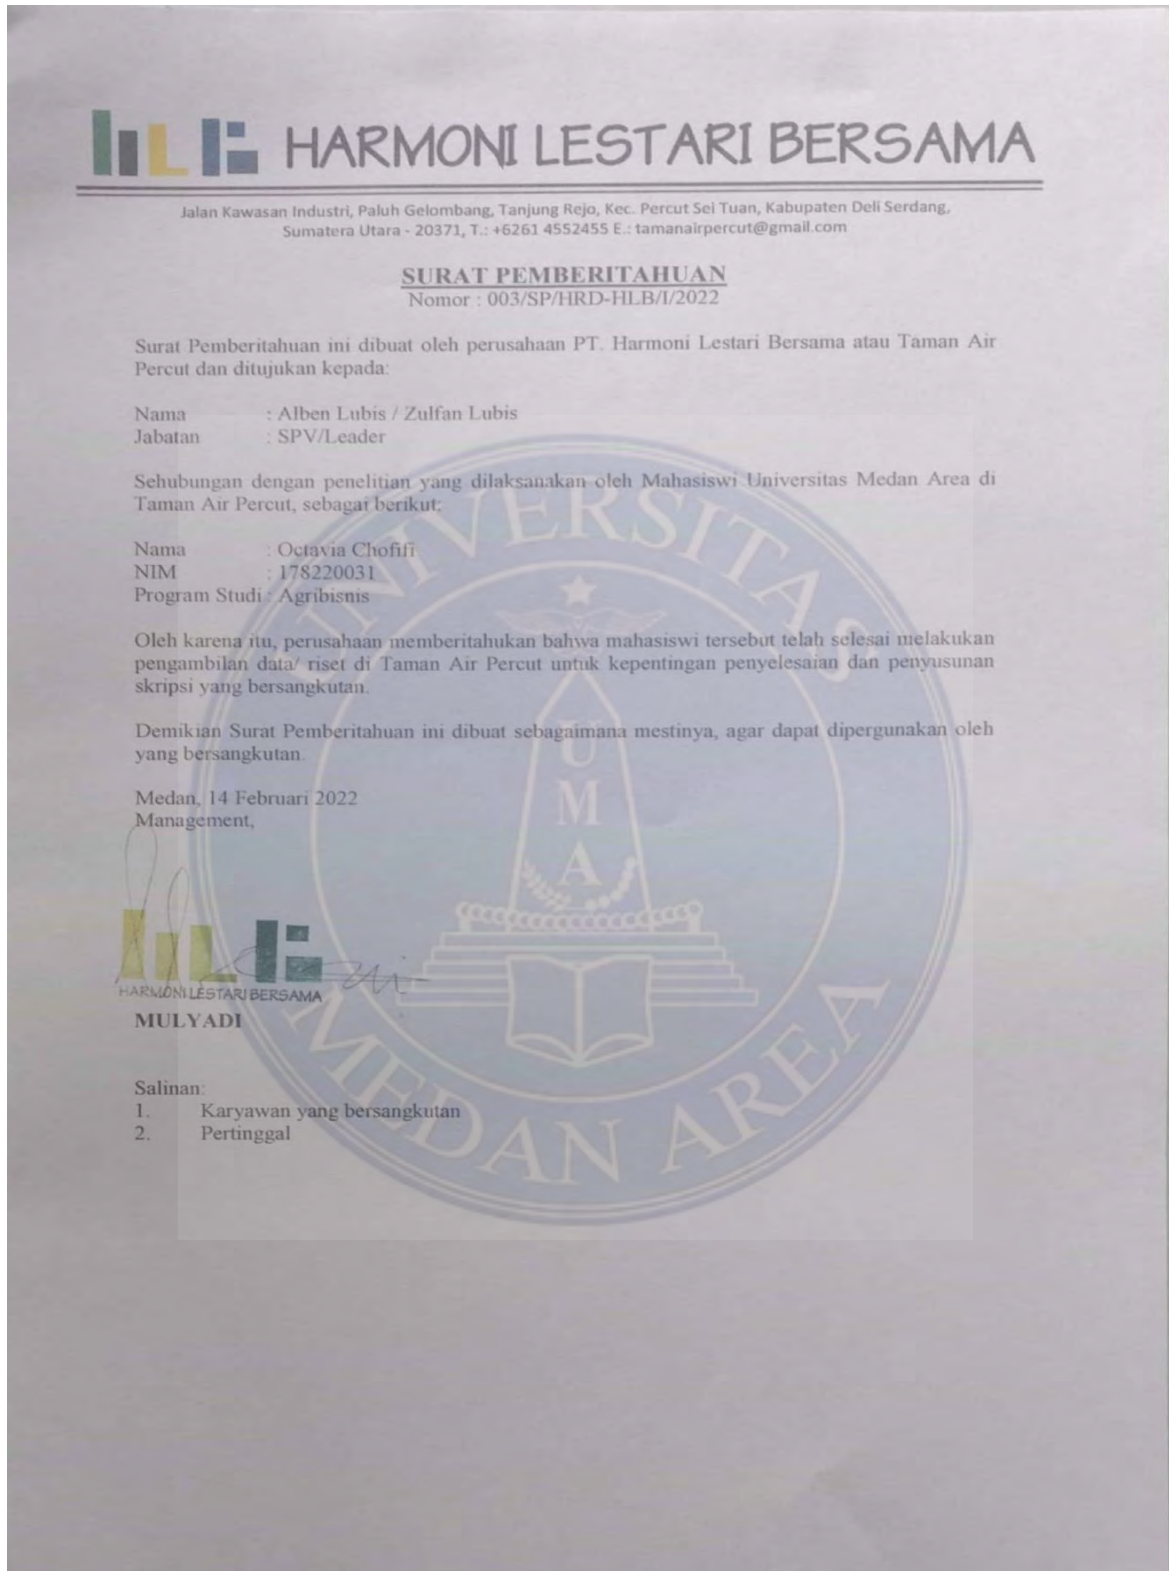 HARMONI LESTARI BERSAMA
Jalan Kawasan Industri, Paluh Gelombang, Tanjung Rejo, Kec. Percut Sei Tuan, Kabupaten Deli Serdang,
Sumatera Utara - 20371, T.: +6261 4552455 E.: tamanairpercut@gmail.com
SURAT PEMBERITAHUAN
Nomor : 003/SP/HRD-HLB/I/2022
Surat Pemberitahuan ini dibuat oleh perusahaan PT. Harmoni Lestari Bersama atau Taman Air
Percut dan ditujukan kepada:
Nama : Alben Lubis / Zulfan Lubis
Jabatan : SPV/Leader
Sehubungan dengan penelitian yang dilaksanakan oleh Mahasiswi Universitas Medan Area di
Taman Air Percut, sebagai berikut:
Nama : Octavia Chofifi
NIM : 178220031
Program Studi : Agribisnis
Oleh karena itu, perusahaan memberitahukan bahwa mahasiswi tersebut telah selesai melakukan
pengambilan data/ riset di Taman Air Percut untuk kepentingan penyelesaian dan penyusunan
skripsi yang bersangkutan.
Demikian Surat Pemberitahuan ini dibuat sebagaimana mestinya, agar dapat dipergunakan oleh
yang bersangkutan.
Medan, 14 Februari 2022
Management,
HARMONI LESTARI BERSAMA
MULYADI
Salinan:
1. Karyawan yang bersangkutan
2. Pertinggal
UNIVERSITAS
UMA
MEDAN AREA